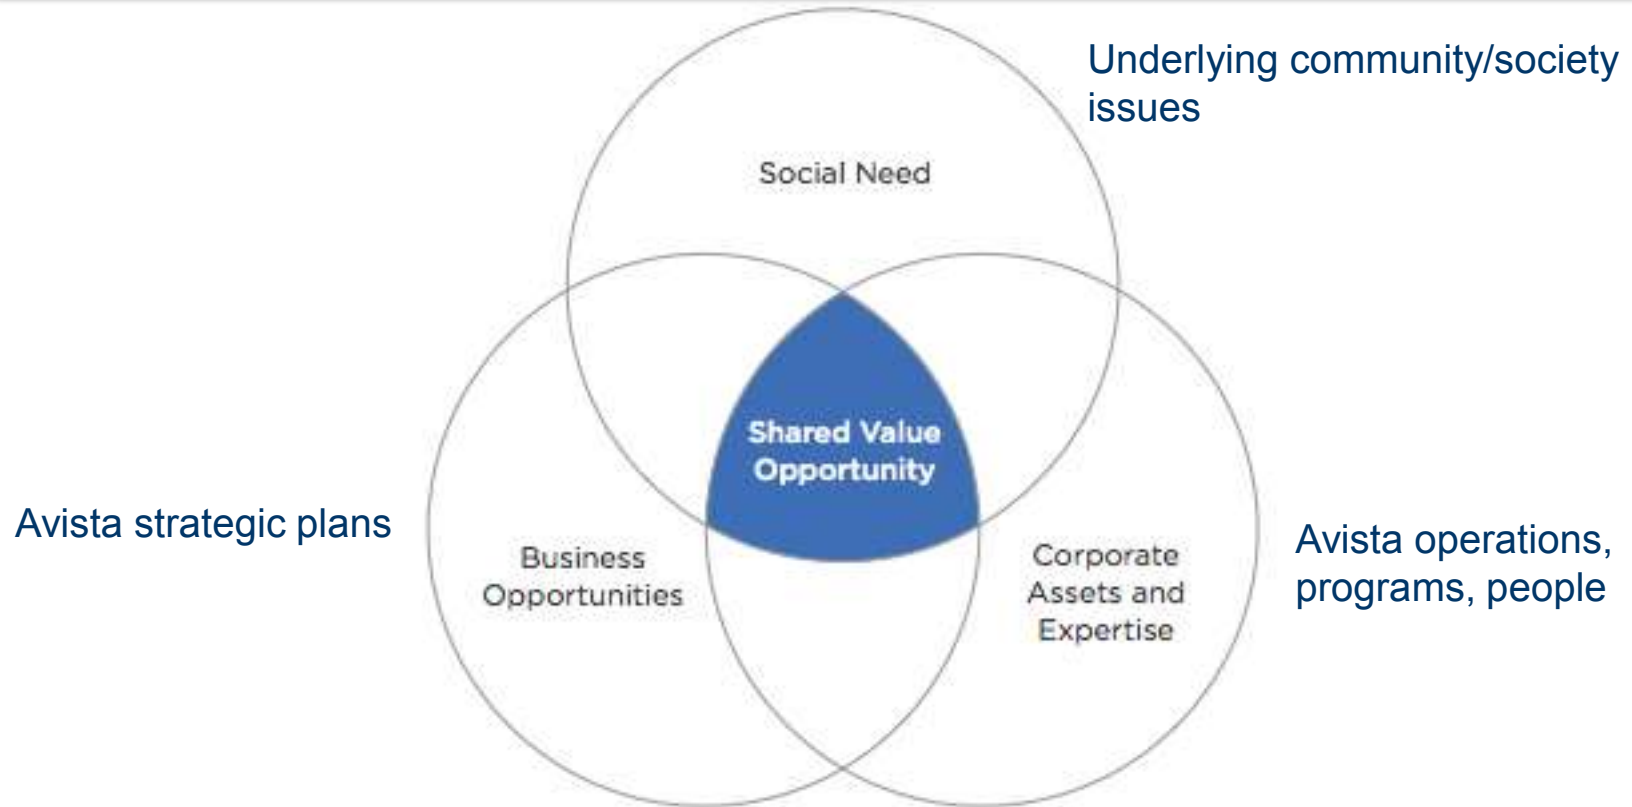 Underlying community/society
issues
Social Need
Shared Value
Opportunity
Avista strategic plans
Business
Opportunities
Corporate
Assets and
Expertise
Avista operations,
programs, people